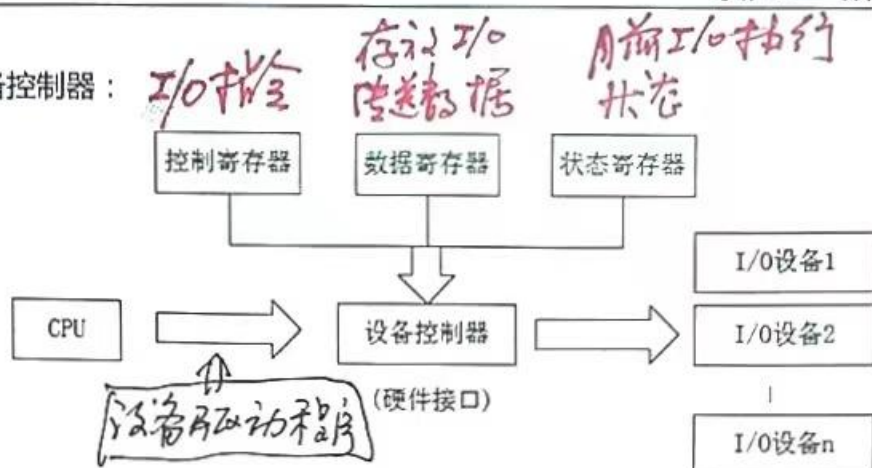 备控制器：
I/O指令
存放I/O
传送数据
目前I/O执行
状态
控制寄存器
数据寄存器
状态寄存器
I/O设备1
CPU
设备控制器
I/O设备2
设备驱动程序
(硬件接口)
I/O设备n